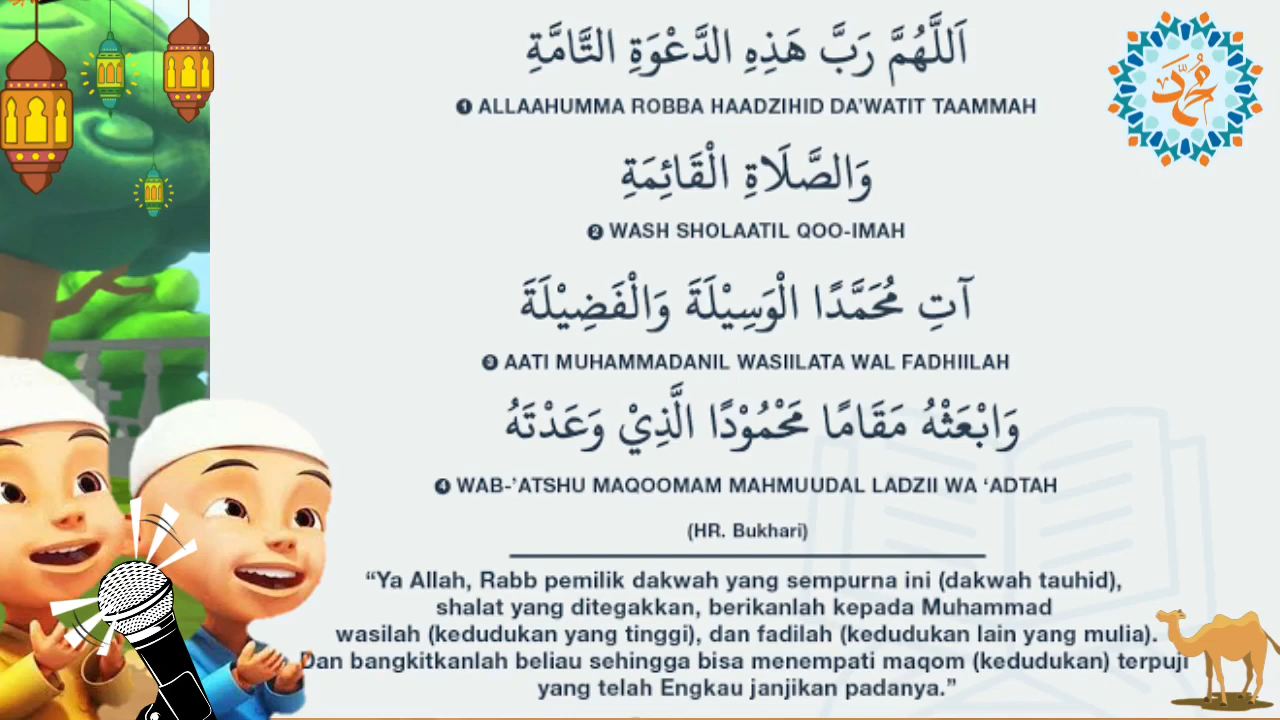 محمد
اَللَّهُمَّ رَبَّ هَذِهِ الدَّعْوَةِ التَّامَّةِ
❶ ALLAAHUMMA ROBBA HAADZIHID DA'WATIT TAAMMAH
وَالصَّلَاةِ الْقَائِمَةِ
❷ WASH SHOLAATIL QOO-IMAH
آتِ مُحَمَّدًا الْوَسِيْلَةَ وَالْفَضِيْلَةَ
❸ AATI MUHAMMADANIL WASIILATA WAL FADHIILAH
وَابْعَثْهُ مَقَامًا مَحْمُوْدًا الَّذِيْ وَعَدْتَهُ
❹ WAB-'ATSHU MAQOOMAM MAHMUUDAL LADZII WA 'ADTAH
(HR. Bukhari)
“Ya Allah, Rabb pemilik dakwah yang sempurna ini (dakwah tauhid),
shalat yang ditegakkan, berikanlah kepada Muhammad
wasilah (kedudukan yang tinggi), dan fadilah (kedudukan lain yang mulia).
Dan bangkitkanlah beliau sehingga bisa menempati maqom (kedudukan) terpuji
yang telah Engkau janjikan padanya.”